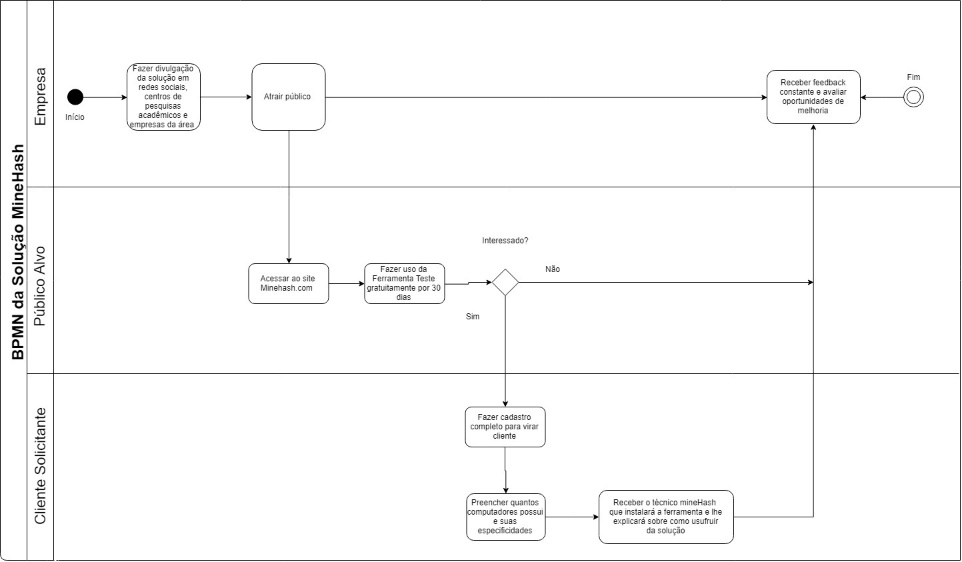 BPMN da Solução MineHash
Empresa
Início
Fazer divulgação
da solução em
redes sociais,
centros de
pesquisas
acadêmicos e
empresas da área
Atrair público
Receber feedback
constante e avaliar
oportunidades de
melhoria
Fim
Público Alvo
Acessar ao site
Minehash.com
Fazer uso da
Ferramenta Teste
gratuitamente por 30
dias
Interessado?
Não
Sim
Cliente Solicitante
Fazer cadastro
completo para virar
cliente
Preencher quantos
computadores possui
e suas
especificidades
Receber o técnico mineHash
que instalará a ferramenta e lhe
explicará sobre como usufruir
da solução